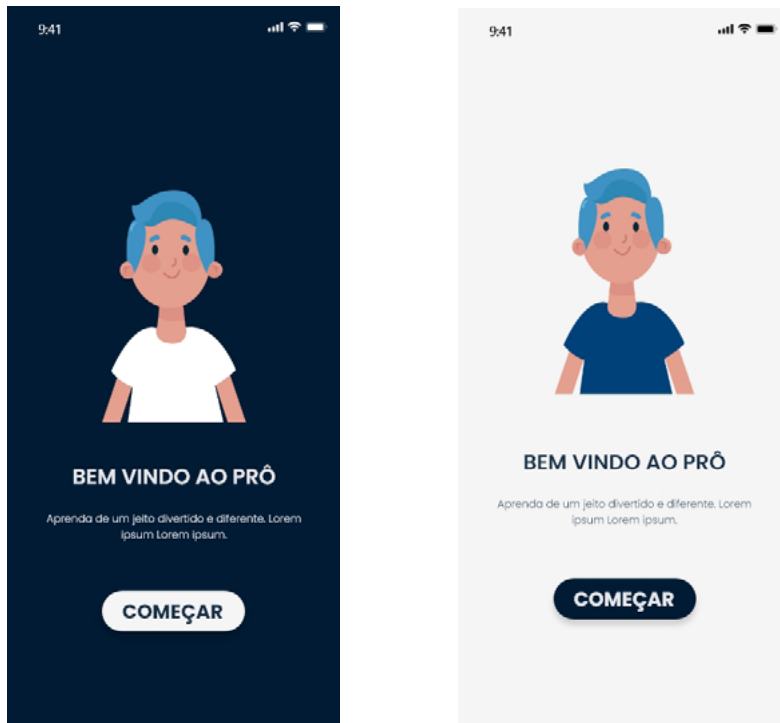 9:41
BEM VINDO AO PRÔ
Aprenda de um jeito divertido e diferente. Lorem
ipsum Lorem ipsum.
COMEÇAR
9:41
BEM VINDO AO PRÔ
Aprenda de um jeito divertido e diferente. Lorem
ipsum Lorem ipsum.
COMEÇAR